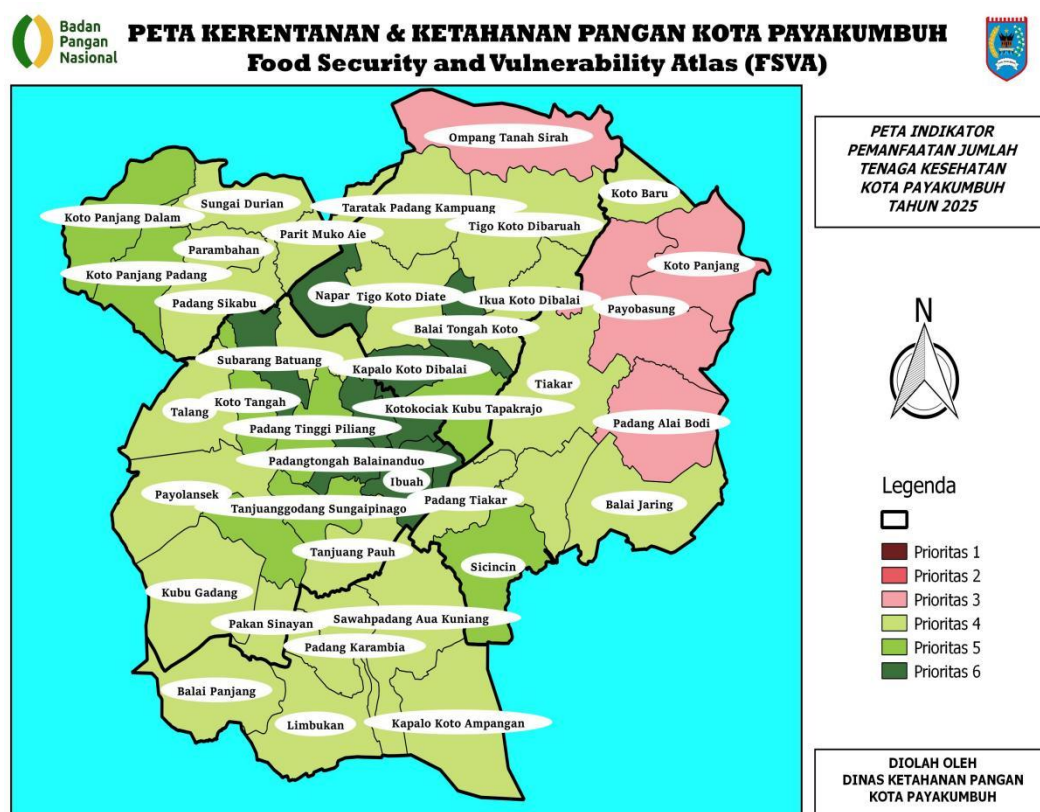 Badan
Pangan
Nasional
PETA KERENTANAN & KETAHANAN PANGAN KOTA PAYAKUMBUH
Food Security and Vulnerability Atlas (FSVA)
PETA INDIKATOR
PEMANFAATAN JUMLAH
TENAGA KESEHATAN
KOTA PAYAKUMBUH
TAHUN 2025
Ompang Tanah Sirah
Koto Baru
Sungai Durian
Taratak Padang Kampuang
Koto Panjang Dalam
Tigo Koto Dibaruah
Parit Muko Aie
Parambahan
Koto Panjang
Koto Panjang Padang
Napar
Tigo Koto Diate
Ikua Koto Dibalai
Padang Sikabu
Payobasung
Balai Tongah Koto
Subarang Batuang
Kapalo Koto Dibalai
Tiakar
Talang
Koto Tangah
Kotokociak Kubu Tapakrajo
Padang Tinggi Piliang
Padang Alai Bodi
Padangtongah Balainanduo
Ibuah
Payolansek
Padang Tiakar
Balai Jaring
Tanjuanggodang Sungaipinago
Tanjuang Pauh
Sicincin
Kubu Gadang
Pakan Sinayan
Sawahpadang Aua Kuniang
Padang Karambia
Balai Panjang
Limbukan
Kapalo Koto Ampangan
N
Legenda
Prioritas 1
Prioritas 2
Prioritas 3
Prioritas 4
Prioritas 5
Prioritas 6
DIOLAH OLEH
DINAS KETAHANAN PANGAN
KOTA PAYAKUMBUH